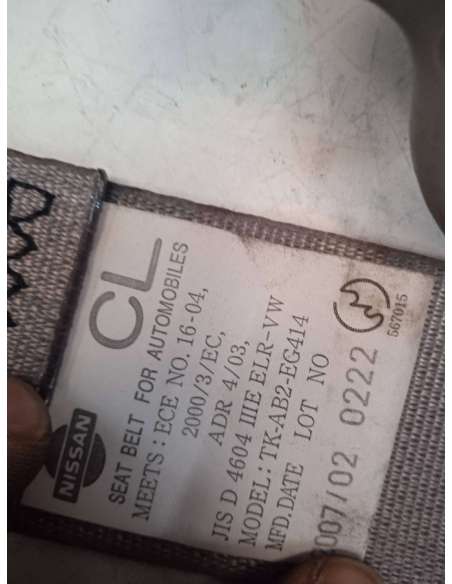 NISSAN
CL
SEAT BELT FOR AUTOMOBILES
MEETS : ECE NO. 16-04,
2000/3/EC,
ADR 4/03,
JIS D 4604 IIIE ELR-VW
MODEL : TK-AB2-EG414
MFD.DATE LOT NO
007/02 0222
567015